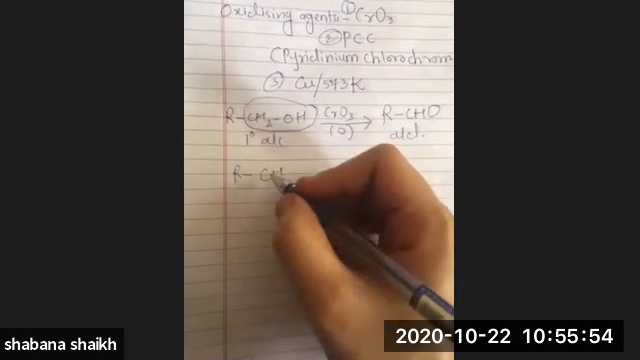 Oxidising agents - ① CrO₃
② PCC
(Pyridinium chlorochrom
③ Cu/573K
R-CH₂-OH CrO₃ → R-CHO
(O)
1° alc ald.
R- CH
shabana shaikh
2020-10-22 10:55:54